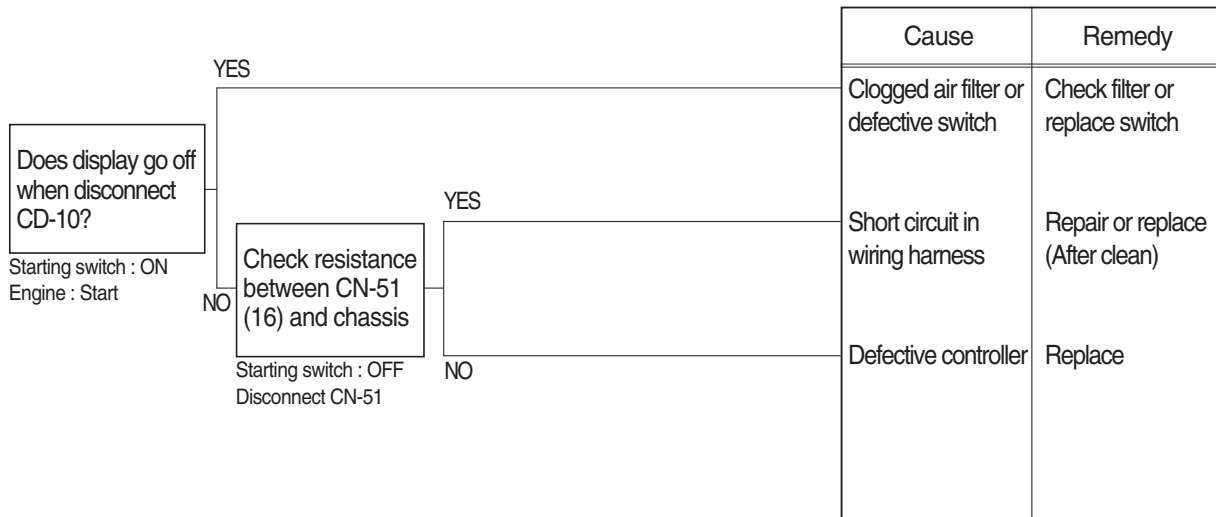 Cause
Remedy
YES
Clogged air filter or
defective switch
Check filter or
replace switch
Does display go off
when disconnect
CD-10?
Starting switch : ON
Engine : Start
NO
YES
Short circuit in
wiring harness
Repair or replace
(After clean)
Check resistance
between CN-51
(16) and chassis
Starting switch : OFF
Disconnect CN-51
NO
Defective controller
Replace